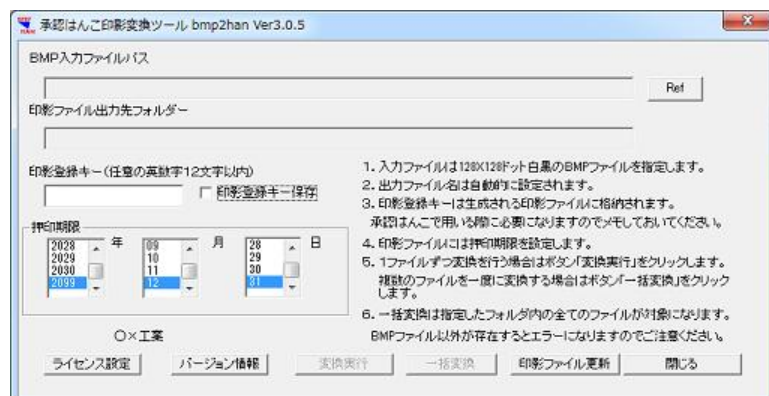 承認はんこ印影変換ツール bmp2han Ver3.0.5
BMP入力ファイルパス
Ref
印影ファイル出力先フォルダー
印影登録キー(任意の英数字12文字以内)
印影登録キー保存
押印期限
2028
2029
2030
2099
年
09
10
11
12
月
28
29
30
31
日
1. 入力ファイルは128X128ドット白黒のBMPファイルを指定します。
2. 出力ファイル名は自動的に設定されます。
3. 印影登録キーは生成される印影ファイルに格納されます。
承認はんこで用いる際に必要になりますのでメモしておいてください。
4. 印影ファイルには押印期限を設定します。
5. 1ファイルずつ変換を行う場合はボタン「変換実行」をクリックします。
複数のファイルを一度に変換する場合はボタン「一括変換」をクリック
します。
6. 一括変換は指定したフォルダ内の全てのファイルが対象になります。
BMPファイル以外が存在するとエラーになりますのでご注意ください。
○×工業
ライセンス設定
バージョン情報
変換実行
一括変換
印影ファイル更新
閉じる